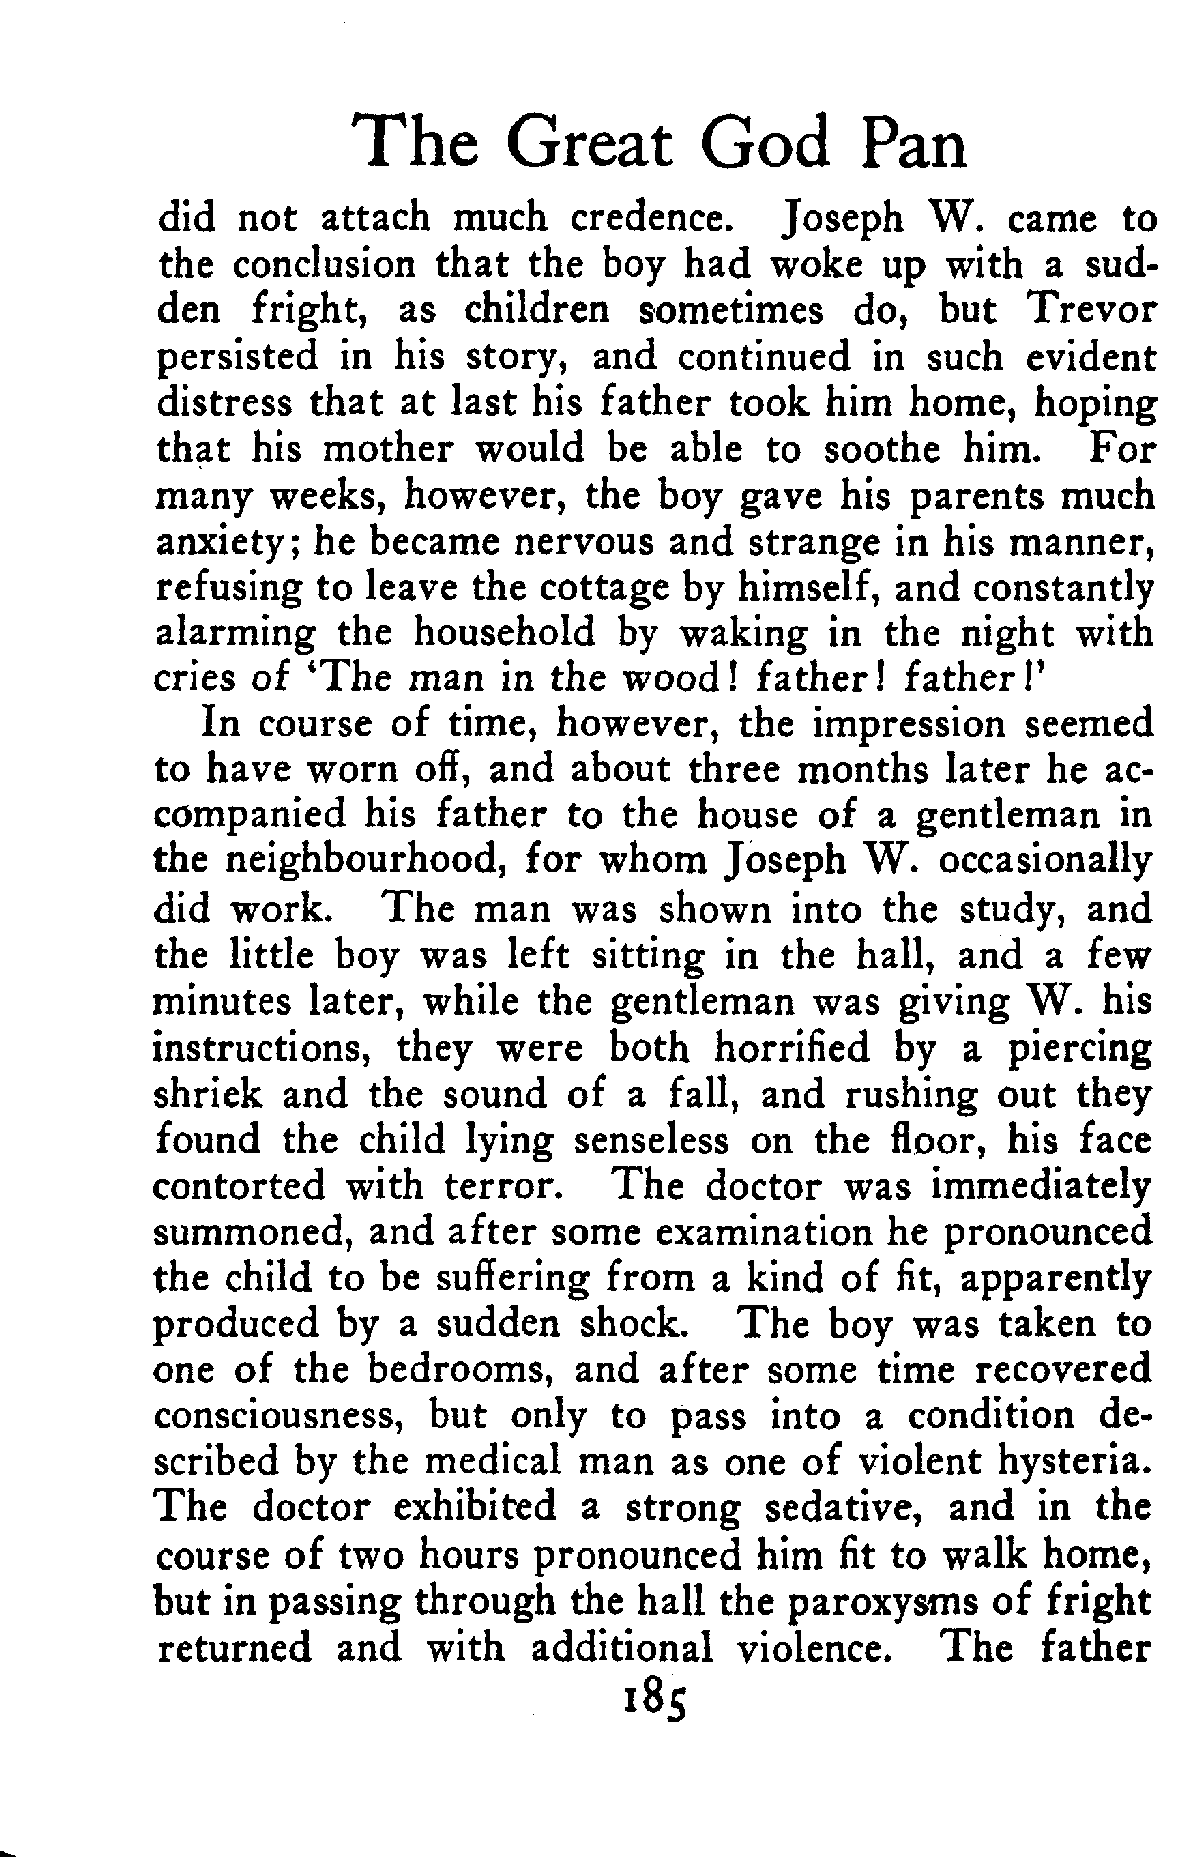 The Great God Pan
did not attach much credence. Joseph W. came to
the conclusion that the boy had woke up with a sud-
den fright, as children sometimes do, but Trevor
persisted in his story, and continued in such evident
distress that at last his father took him home, hoping
that his mother would be able to soothe him. For
many weeks, however, the boy gave his parents much
anxiety; he became nervous and strange in his manner,
refusing to leave the cottage by himself, and constantly
alarming the household by waking in the night with
cries of ‘The man in the wood! father! father!’
In course of time, however, the impression seemed
to have worn off, and about three months later he ac-
companied his father to the house of a gentleman in
the neighbourhood, for whom Joseph W. occasionally
did work. The man was shown into the study, and
the little boy was left sitting in the hall, and a few
minutes later, while the gentleman was giving W. his
instructions, they were both horrified by a piercing
shriek and the sound of a fall, and rushing out they
found the child lying senseless on the floor, his face
contorted with terror. The doctor was immediately
summoned, and after some examination he pronounced
the child to be suffering from a kind of fit, apparently
produced by a sudden shock. The boy was taken to
one of the bedrooms, and after some time recovered
consciousness, but only to pass into a condition de-
scribed by the medical man as one of violent hysteria.
The doctor exhibited a strong sedative, and in the
course of two hours pronounced him fit to walk home,
but in passing through the hall the paroxysms of fright
returned and with additional violence. The father
185